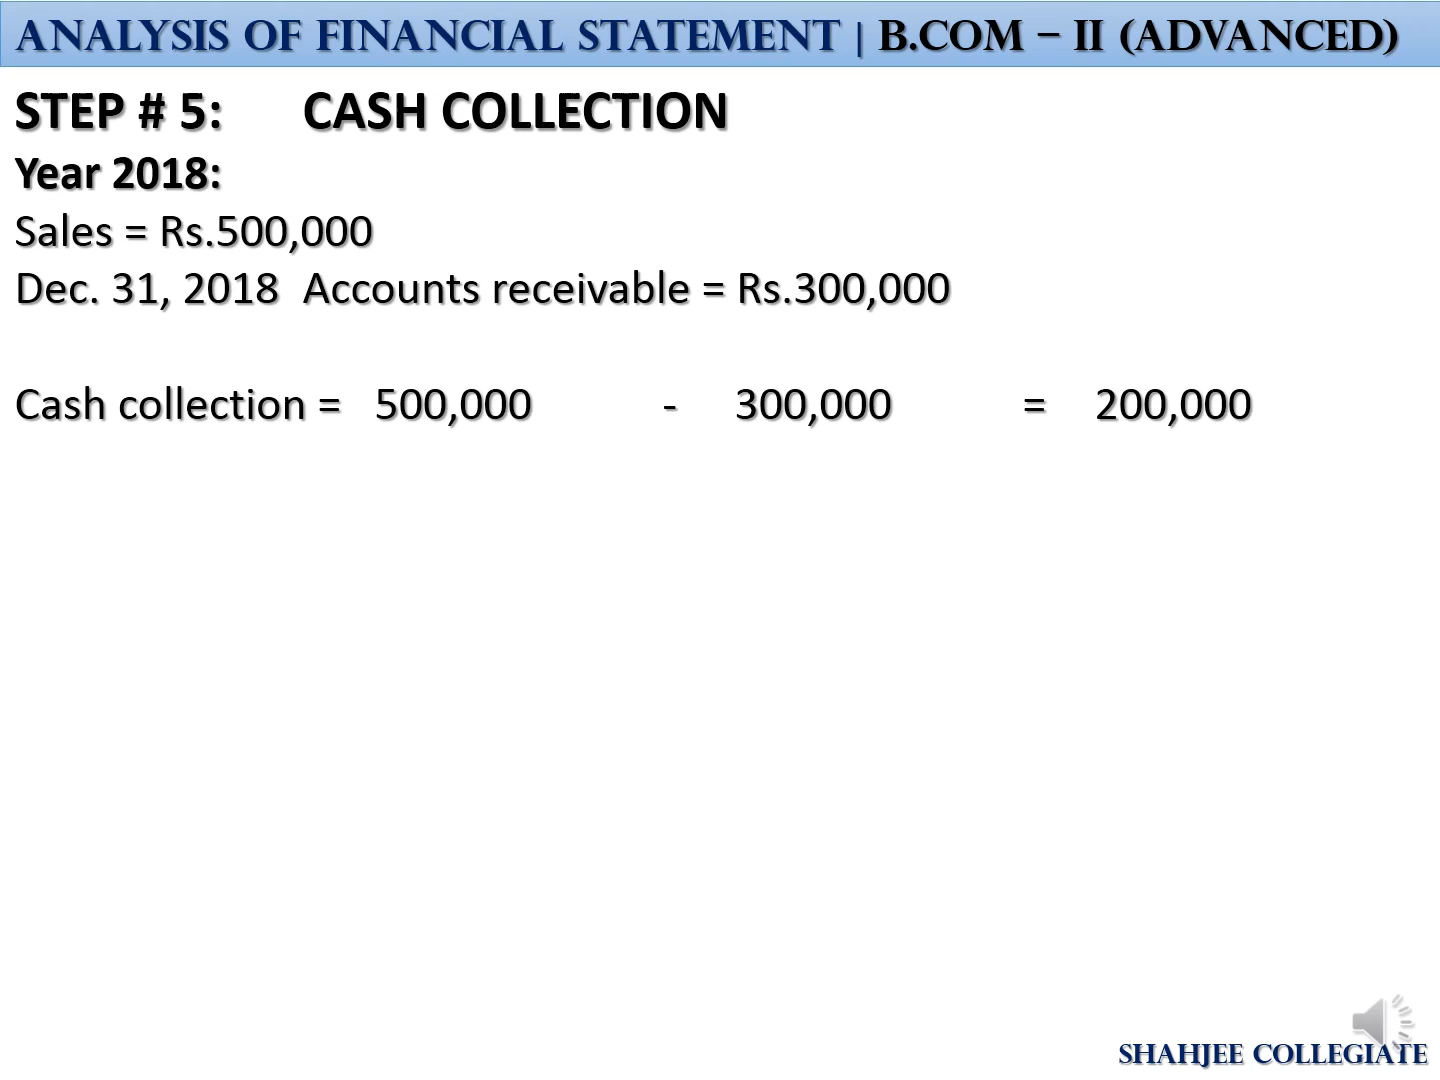 ANALYSIS OF FINANCIAL STATEMENT | B.COM – II (ADVANCED)
STEP # 5: CASH COLLECTION
Year 2018:
Sales = Rs.500,000
Dec. 31, 2018 Accounts receivable = Rs.300,000
Cash collection = 500,000 - 300,000 = 200,000
SHAHJEE COLLEGIATE